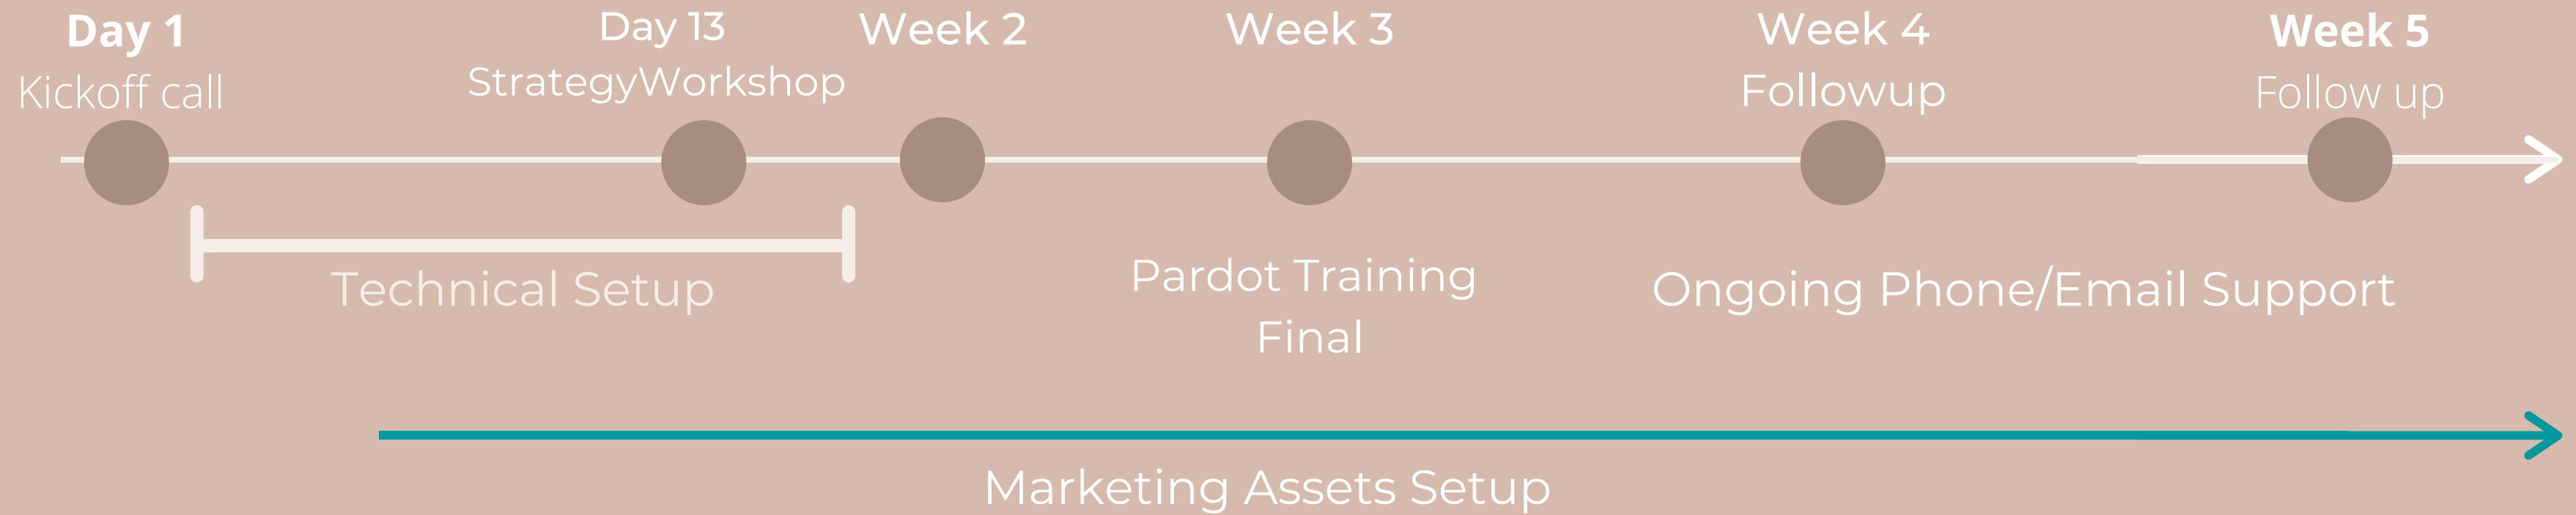 Day 1
Kickoff call
Day 13
StrategyWorkshop
Week 2
Week 3
Week 4
Followup
Week 5
Follow up
Technical Setup
Pardot Training
Final
Ongoing Phone/Email Support
Marketing Assets Setup